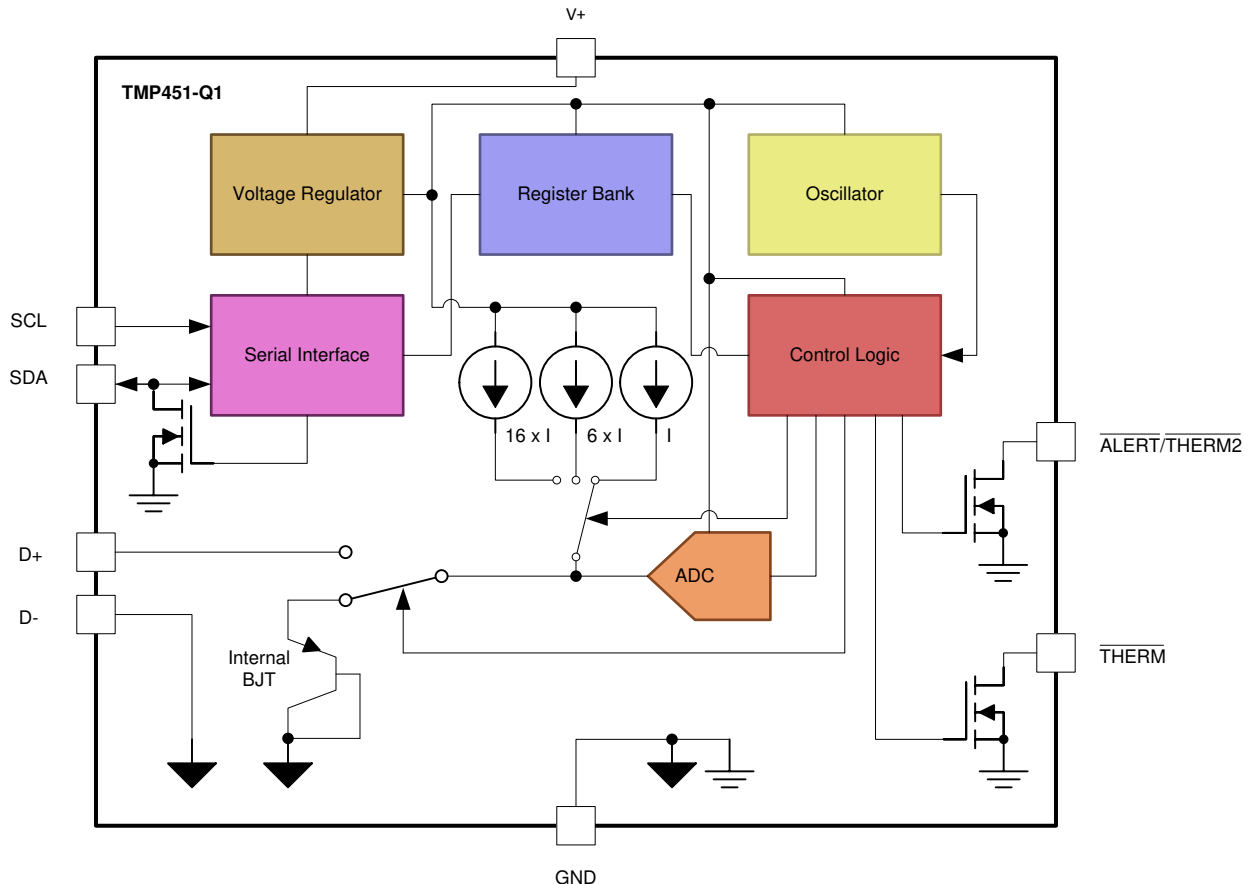 V+
TMP451-Q1
Voltage Regulator
Register Bank
Oscillator
SCL
Serial Interface
Control Logic
SDA
16 x I
6 x I
I
ALERT/THERM2
D+
ADC
D-
Internal
BJT
THERM
GND